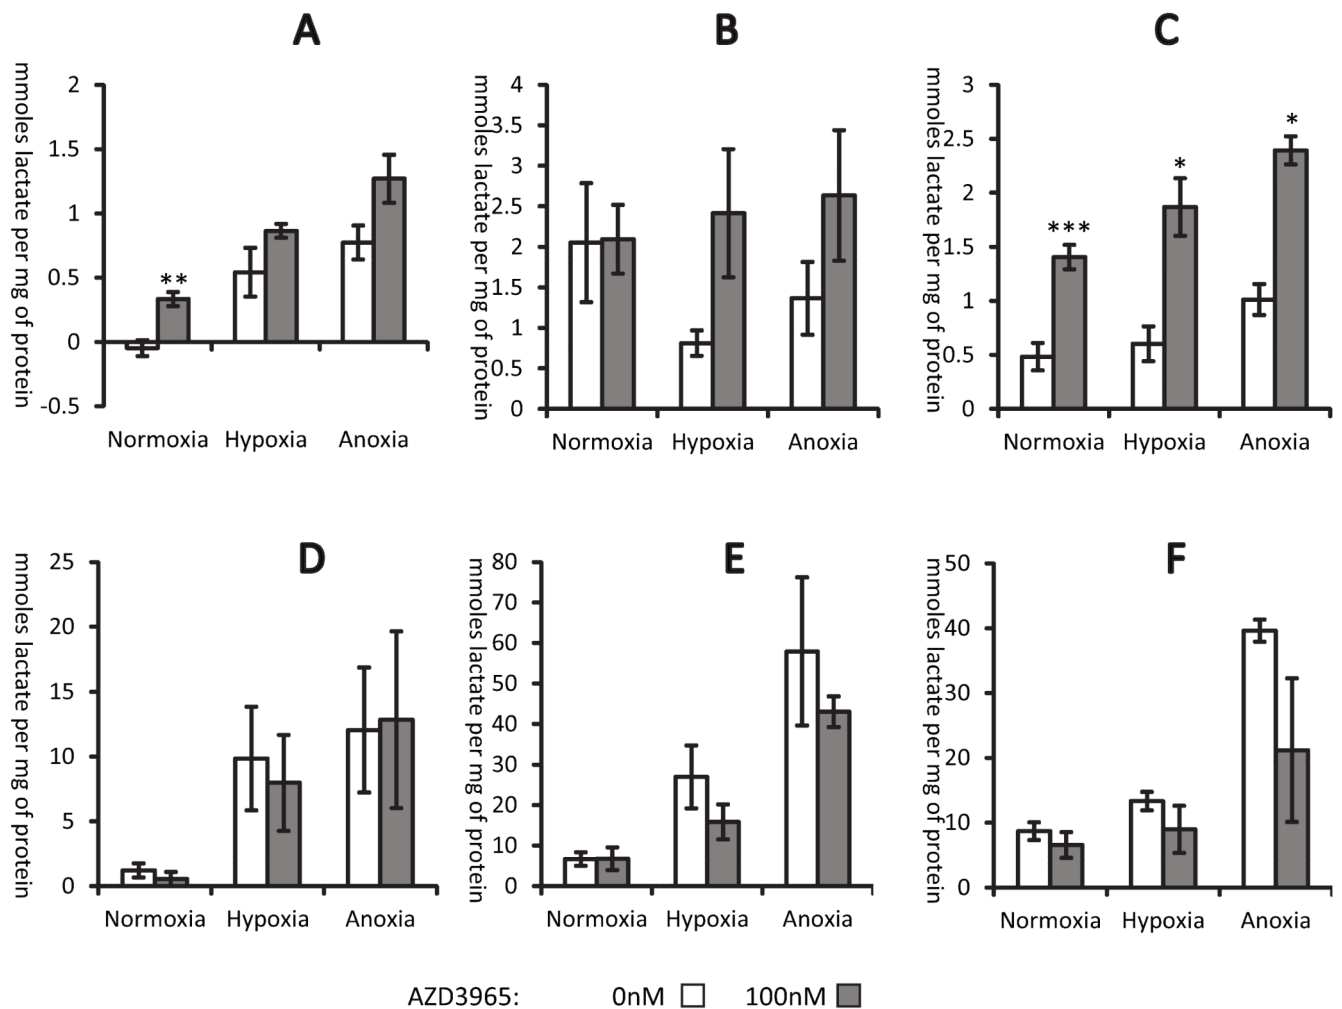 A
mmoles lactate per mg of protein
2
1.5
1
0.5
0
-0.5
**
Normoxia Hypoxia Anoxia
B
mmoles lactate per mg of protein
4
3.5
3
2.5
2
1.5
1
0.5
0
Normoxia Hypoxia Anoxia
C
mmoles lactate per mg of protein
3
2.5
2
1.5
1
0.5
0
***
*
*
Normoxia Hypoxia Anoxia
D
mmoles lactate per mg of protein
25
20
15
10
5
0
Normoxia Hypoxia Anoxia
E
mmoles lactate per mg of protein
80
70
60
50
40
30
20
10
0
Normoxia Hypoxia Anoxia
F
mmoles lactate per mg of protein
50
40
30
20
10
0
Normoxia Hypoxia Anoxia
AZD3965: 0nM 100nM